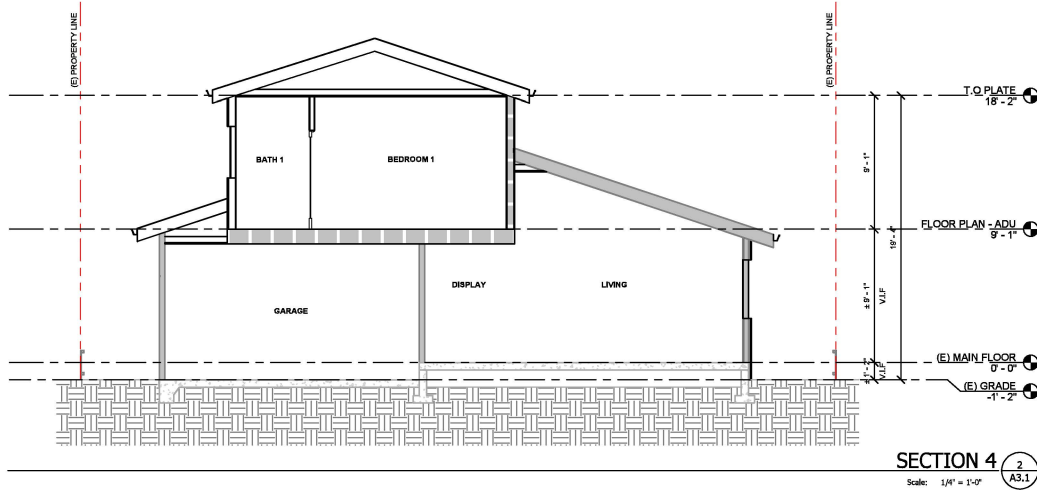 (E) PROPERTY LINE
(E) PROPERTY LINE
T.O PLATE
18' - 2"
BATH 1
BEDROOM 1
9' - 1"
FLOOR PLAN - ADU
9' - 1"
19' - 4"
DISPLAY
LIVING
GARAGE
± 9' - 1"
V.I.F
(E) MAIN FLOOR
0' - 0"
± 1' - 2"
V.I.F
(E) GRADE
-1' - 2"
SECTION 4
2
A3.1
Scale: 1/4" = 1'-0"